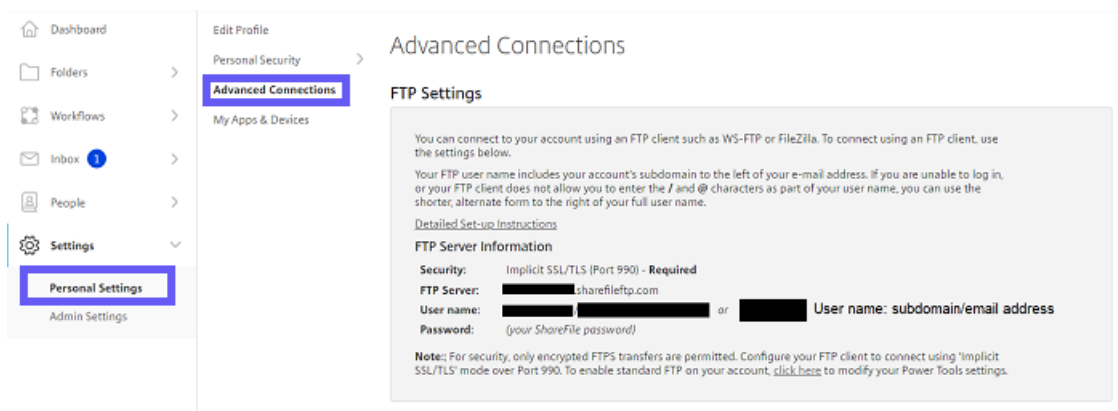 Dashboard
Folders
Workflows
Inbox 1
People
Settings
Personal Settings
Admin Settings
Edit Profile
Personal Security
Advanced Connections
My Apps & Devices
Advanced Connections
FTP Settings
You can connect to your account using an FTP client such as WS-FTP or FileZilla. To connect using an FTP client, use
the settings below.
Your FTP user name includes your account's subdomain to the left of your e-mail address. If you are unable to log in,
or your FTP client does not allow you to enter the / and @ characters as part of your user name, you can use the
shorter, alternate form to the right of your full user name.
Detailed Set-up Instructions
FTP Server Information
Security: Implicit SSL/TLS (Port 990) - Required
FTP Server: .sharefileftp.com
User name: / or User name: subdomain/email address
Password: (your ShareFile password)
Note:; For security, only encrypted FTPS transfers are permitted. Configure your FTP client to connect using 'Implicit
SSL/TLS' mode over Port 990. To enable standard FTP on your account, click here to modify your Power Tools settings.